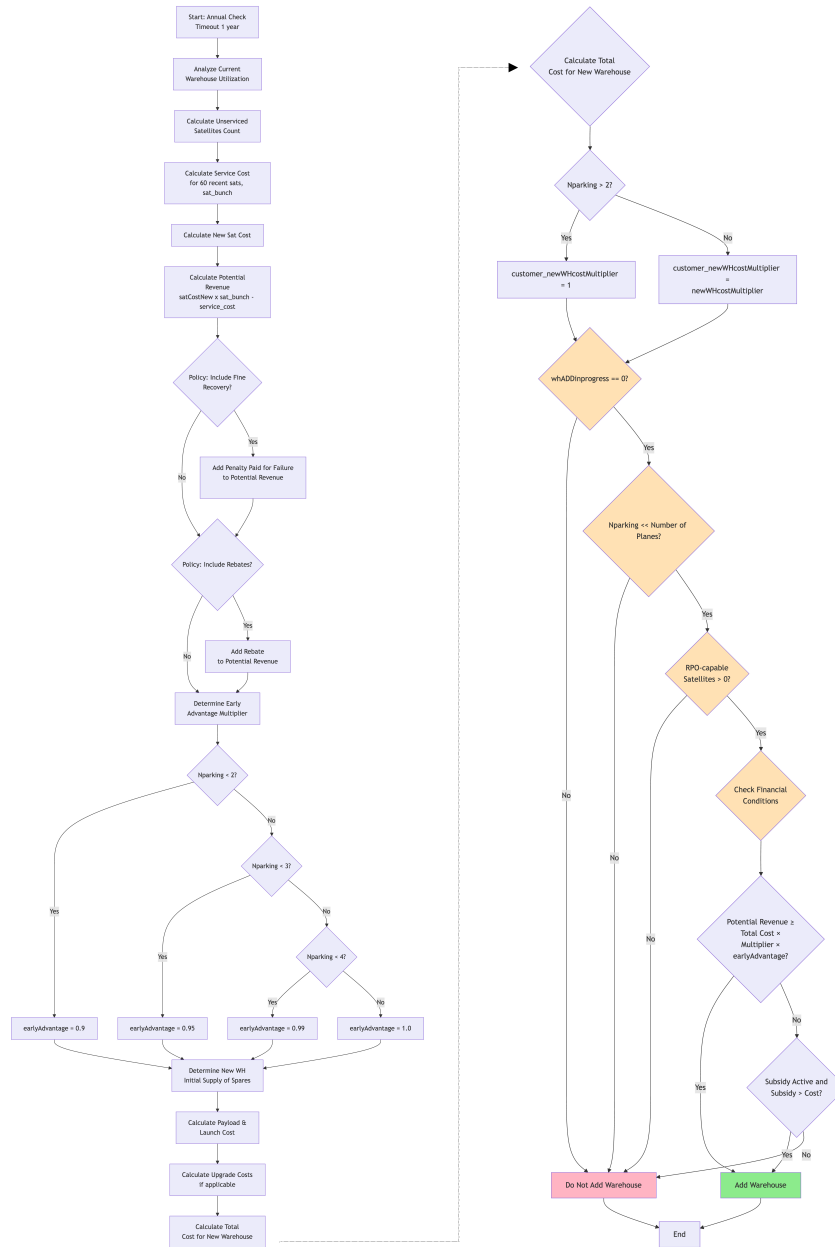 Start: Annual Check
Timeout 1 year
Analyze Current
Warehouse Utilization
Calculate Unserviced
Satellites Count
Calculate Service Cost
for 60 recent sats,
sat_bunch
Calculate New Sat Cost
Calculate Potential
Revenue
satCostNew x sat_bunch -
service_cost
Policy: Include Fine
Recovery?
Yes
No
Add Penalty Paid for Failure
to Potential Revenue
Policy: Include Rebates?
Yes
No
Add Rebate
to Potential Revenue
Determine Early
Advantage Multiplier
Nparking < 2?
No
Yes
Nparking < 3?
No
Yes
Nparking < 4?
Yes
No
earlyAdvantage = 0.9
earlyAdvantage = 0.95
earlyAdvantage = 0.99
earlyAdvantage = 1.0
Determine New WH
Initial Supply of Spares
Calculate Payload &
Launch Cost
Calculate Upgrade Costs
if applicable
Calculate Total
Cost for New Warehouse
Calculate Total
Cost for New Warehouse
Nparking > 2?
Yes
No
customer_newWHcostMultiplier
= 1
customer_newWHcostMultiplier
=
newWHcostMultiplier
whADDinprogress == 0?
Yes
No
Nparking << Number of
Planes?
Yes
No
RPO-capable
Satellites > 0?
Yes
No
Check Financial
Conditions
Potential Revenue ≥
Total Cost ×
Multiplier ×
earlyAdvantage?
No
Yes
Subsidy Active and
Subsidy > Cost?
Yes
No
Do Not Add Warehouse
Add Warehouse
End